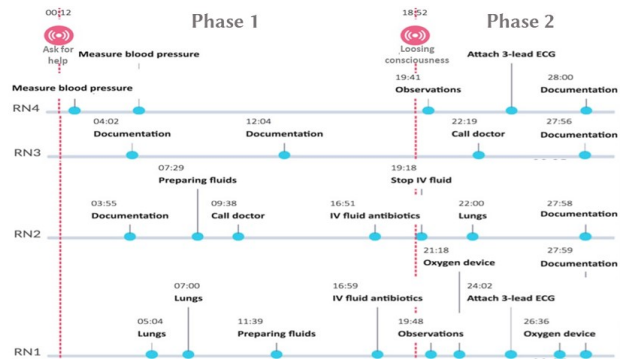 00:12
Phase 1
18:52
Phase 2
Ask for
help
Measure blood pressure
Loosing
consciousness
Attach 3-lead ECG
Measure blood pressure
19:41
Observations
28:00
Documentation
RN4
04:02
Documentation
12:04
Documentation
22:19
Call doctor
27:56
Documentation
RN3
07:29
Preparing fluids
19:18
Stop IV fluid
03:55
Documentation
09:38
Call doctor
16:51
IV fluid antibiotics
22:00
Lungs
27:58
Documentation
RN2
21:18
Oxygen device
27:59
Documentation
07:00
Lungs
16:59
IV fluid antibiotics
24:02
Attach 3-lead ECG
05:04
Lungs
11:39
Preparing fluids
19:48
Observations
26:36
Oxygen device
RN1